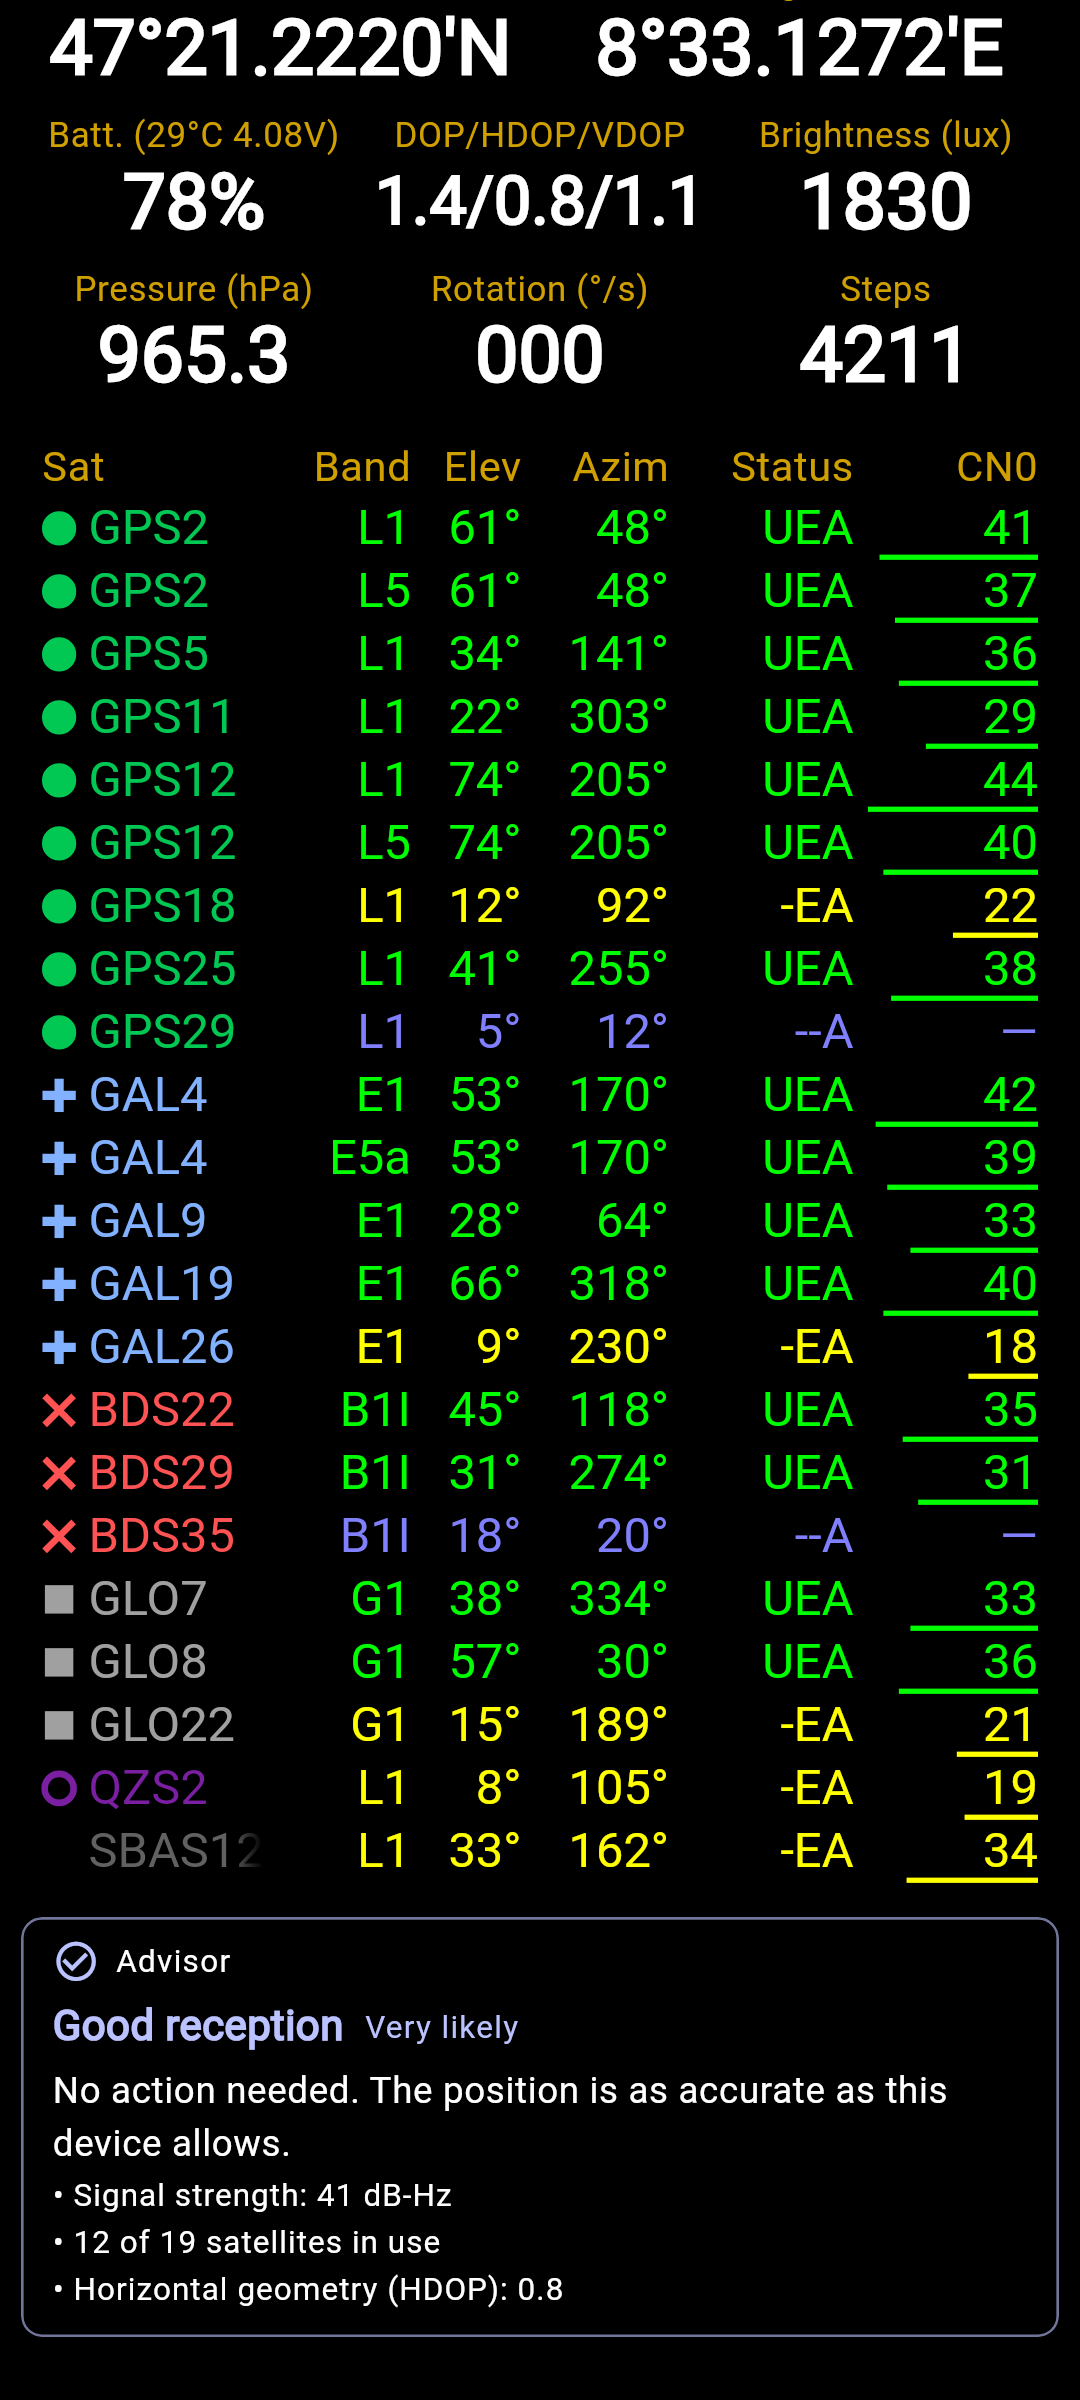 47°21.2220'N 8°33.1272'E
Batt. (29°C 4.08V) DOP/HDOP/VDOP Brightness (lux)
78% 1.4/0.8/1.1 1830
Pressure (hPa) Rotation (°/s) Steps
965.3 000 4211
Sat Band Elev Azim Status CN0
GPS2 L1 61° 48° UEA 41
GPS2 L5 61° 48° UEA 37
GPS5 L1 34° 141° UEA 36
GPS11 L1 22° 303° UEA 29
GPS12 L1 74° 205° UEA 44
GPS12 L5 74° 205° UEA 40
GPS18 L1 12° 92° -EA 22
GPS25 L1 41° 255° UEA 38
GPS29 L1 5° 12° --A —
GAL4 E1 53° 170° UEA 42
GAL4 E5a 53° 170° UEA 39
GAL9 E1 28° 64° UEA 33
GAL19 E1 66° 318° UEA 40
GAL26 E1 9° 230° -EA 18
BDS22 B1I 45° 118° UEA 35
BDS29 B1I 31° 274° UEA 31
BDS35 B1I 18° 20° --A —
GLO7 G1 38° 334° UEA 33
GLO8 G1 57° 30° UEA 36
GLO22 G1 15° 189° -EA 21
QZS2 L1 8° 105° -EA 19
SBAS12 L1 33° 162° -EA 34
Advisor
Good reception Very likely
No action needed. The position is as accurate as this
device allows.
• Signal strength: 41 dB-Hz
• 12 of 19 satellites in use
• Horizontal geometry (HDOP): 0.8